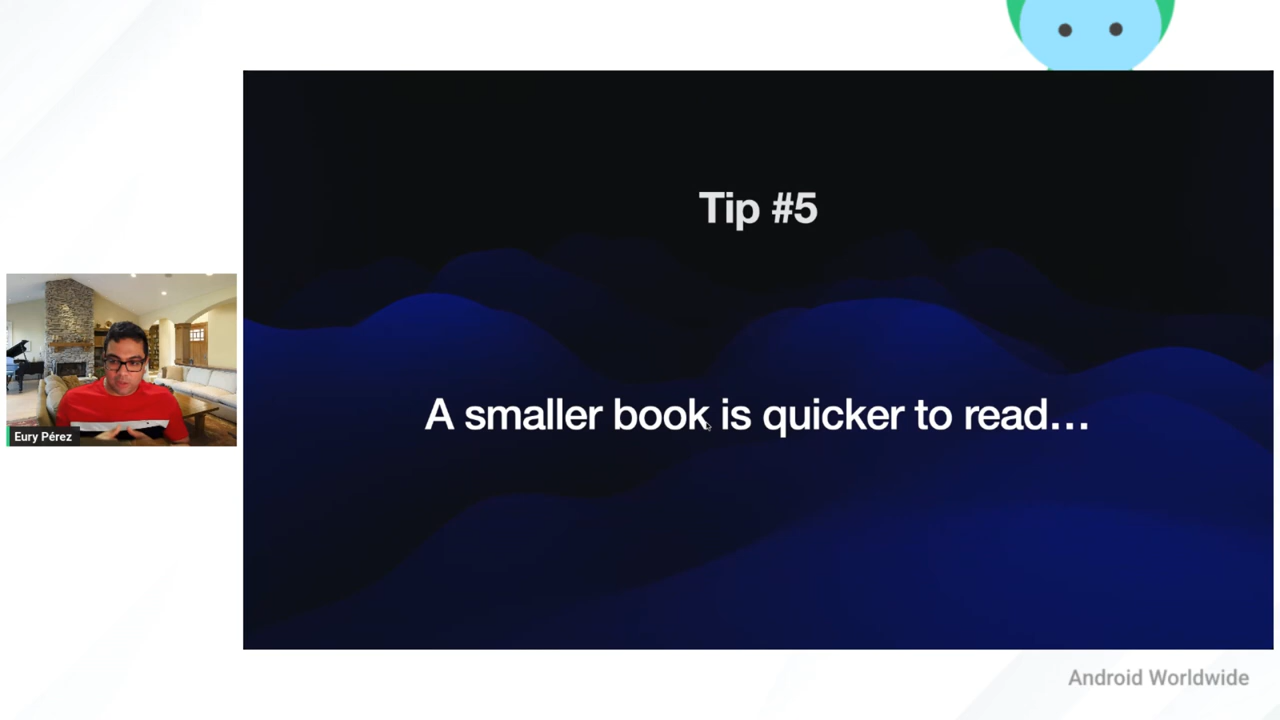 Tip #5
A smaller book is quicker to read...
Eury Pérez
Android Worldwide